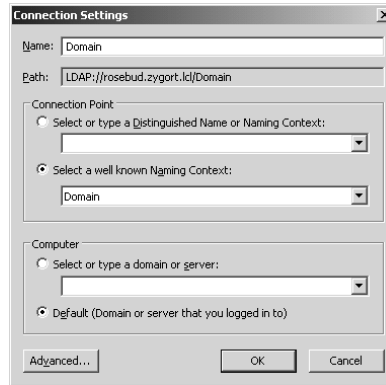 Connection Settings
Name: Domain
Path: LDAP://rosebud.zygort.lcl/Domain
Connection Point
Select or type a Distinguished Name or Naming Context:
Select a well known Naming Context:
Domain
Computer
Select or type a domain or server:
Default (Domain or server that you logged in to)
Advanced... OK Cancel